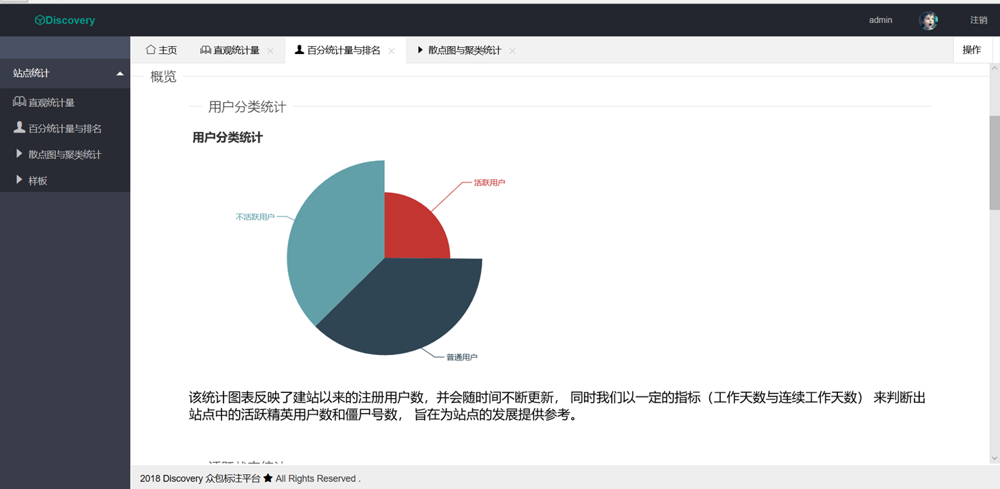 Discovery
admin
注销
主页
直观统计量
百分统计量与排名
散点图与聚类统计
操作
站点统计
直观统计量
百分统计量与排名
散点图与聚类统计
样板
概览
用户分类统计
用户分类统计
活跃用户
不活跃用户
普通用户
该统计图表反映了建站以来的注册用户数，并会随时间不断更新， 同时我们以一定的指标（工作天数与连续工作天数） 来判断出
站点中的活跃精英用户数和僵尸号数， 旨在为站点的发展提供参考。
2018 Discovery 众包标注平台 ★ All Rights Reserved .